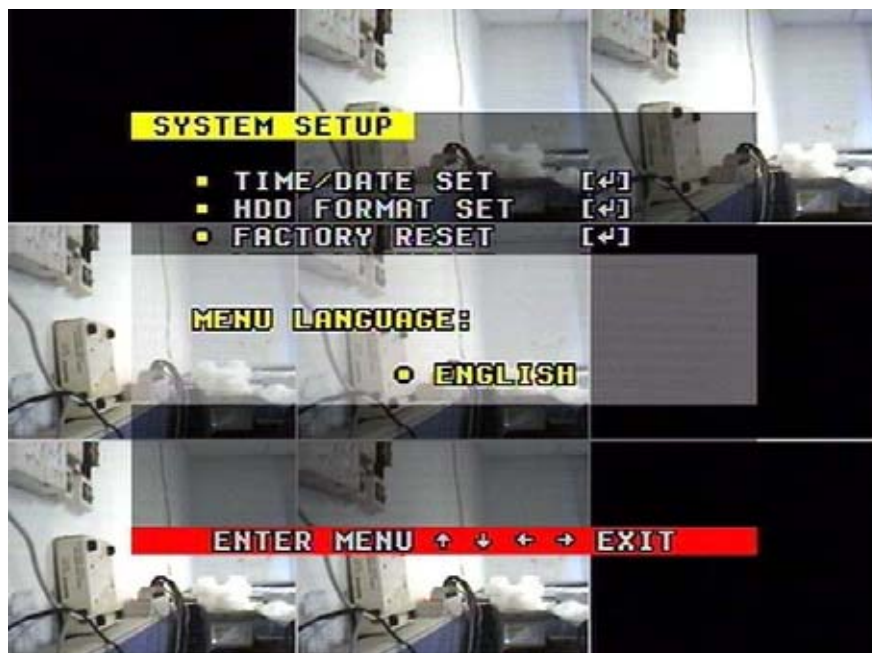 SYSTEM SETUP
TIME/DATE SET [↲]
HDD FORMAT SET [↲]
FACTORY RESET [↲]
MENU LANGUAGE:
ENGLISH
ENTER MENU ↑ ↓ ← → EXIT